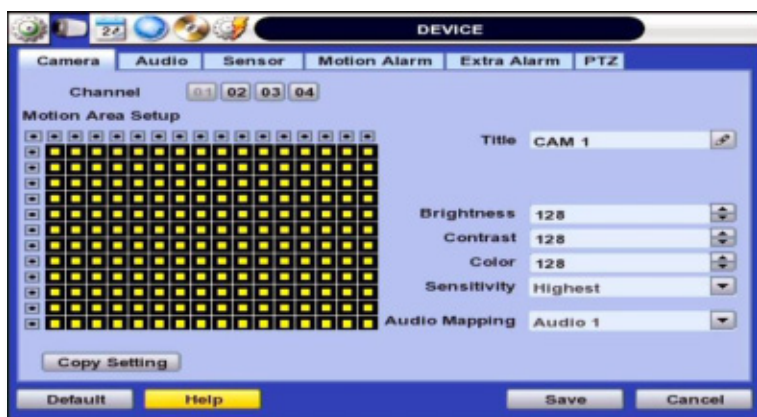 DEVICE
Camera Audio Sensor Motion Alarm Extra Alarm PTZ
Channel 01 02 03 04
Motion Area Setup
Title CAM 1
Brightness 128
Contrast 128
Color 128
Sensitivity Highest
Audio Mapping Audio 1
Copy Setting
Default Help Save Cancel